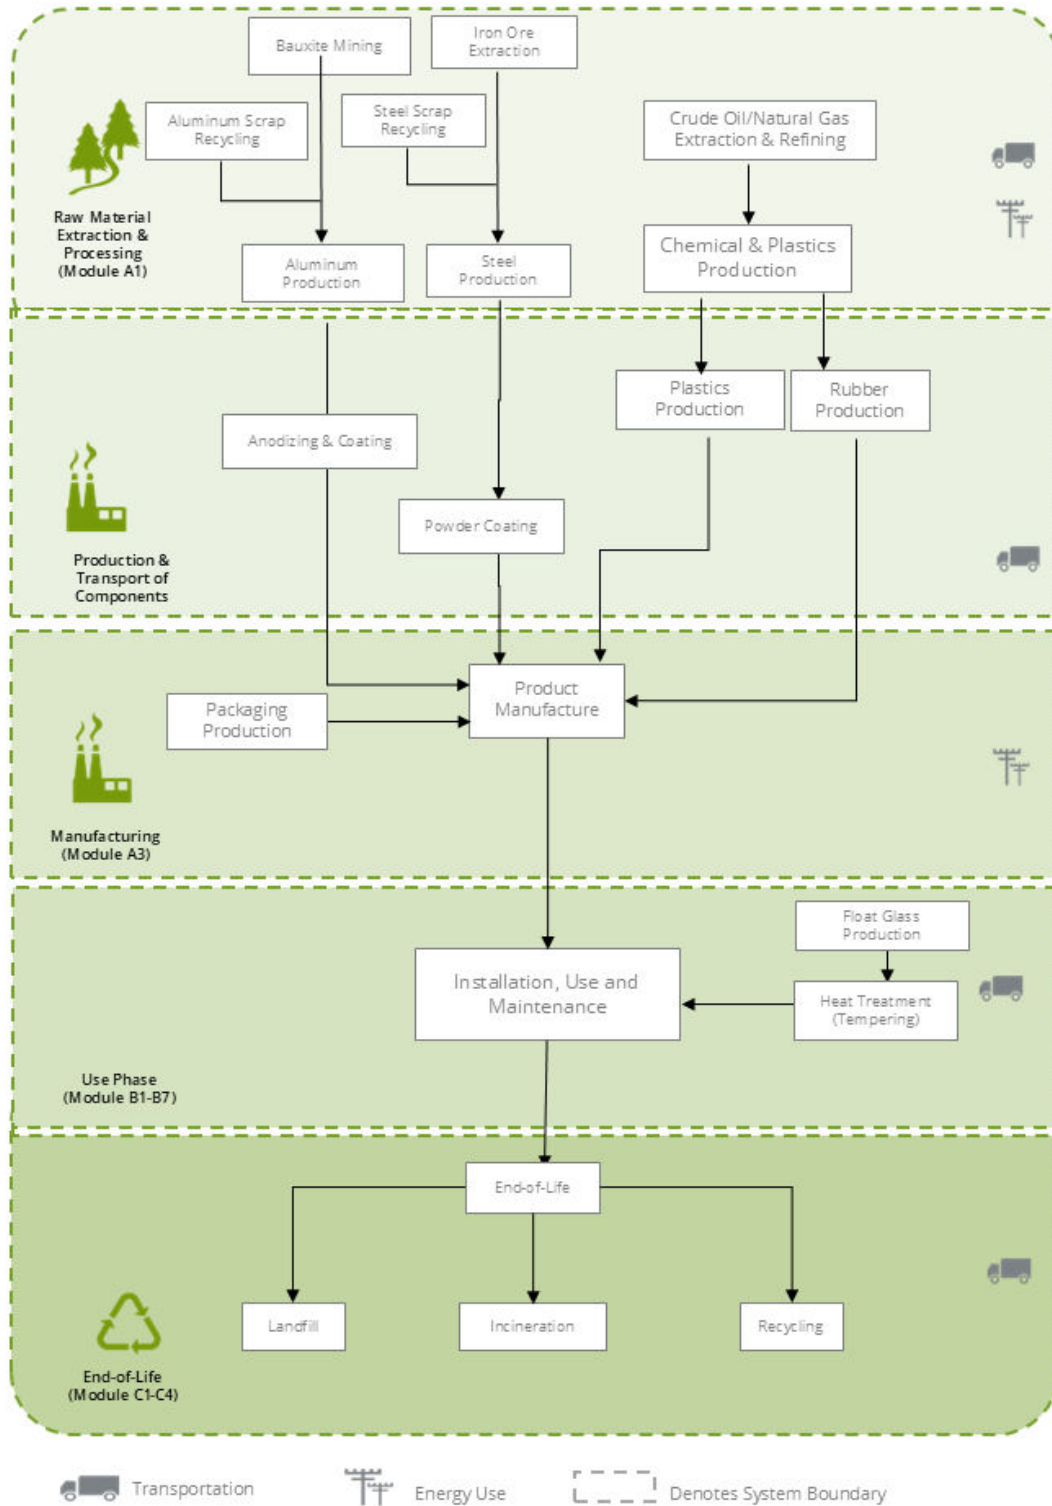 Bauxite Mining
Iron Ore
Extraction
Aluminum Scrap
Recycling
Steel Scrap
Recycling
Crude Oil/Natural Gas
Extraction & Refining
Raw Material
Extraction &
Processing
(Module A1)
Aluminum
Production
Steel
Production
Chemical & Plastics
Production
Plastics
Production
Rubber
Production
Anodizing & Coating
Powder Coating
Production &
Transport of
Components
Product
Manufacture
Packaging
Production
Manufacturing
(Module A3)
Float Glass
Production
Installation, Use and
Maintenance
Heat Treatment
(Tempering)
Use Phase
(Module B1-B7)
End-of-Life
Landfill
Incineration
Recycling
End-of-Life
(Module C1-C4)
Transportation
Energy Use
Denotes System Boundary